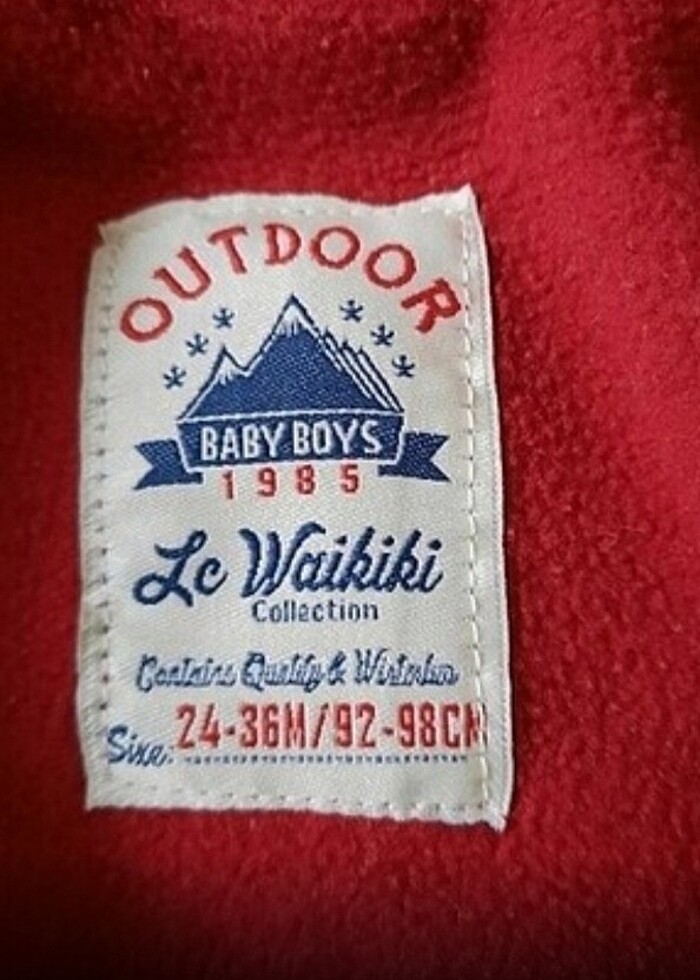 OUTDOOR
BABY BOYS
1985
Lc Waikiki
Collection
Contains Quality &
Size: 24-36M/92-98CM